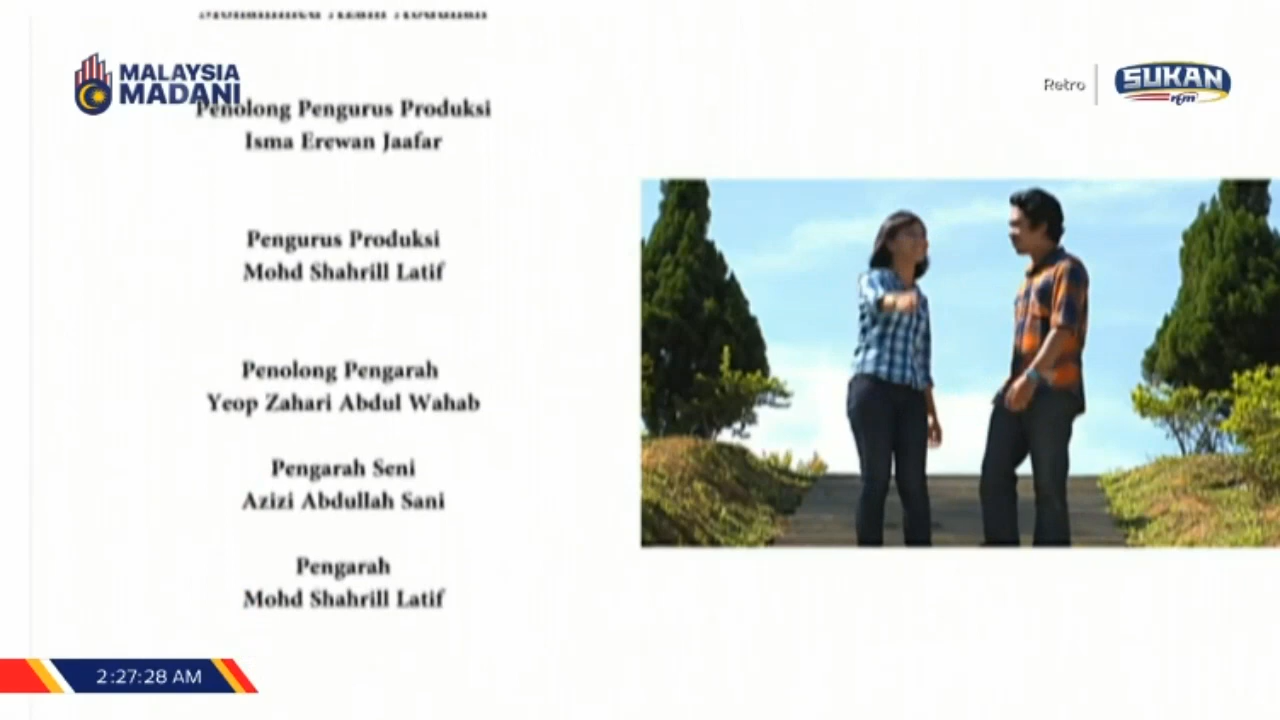 MALAYSIA
MADANI
Retro
SUKAN
rtm
Penolong Pengurus Produksi
Isma Erewan Jaafar
Pengurus Produksi
Mohd Shahrill Latif
Penolong Pengarah
Yeop Zahari Abdul Wahab
Pengarah Seni
Azizi Abdullah Sani
Pengarah
Mohd Shahrill Latif
2:27:28 AM